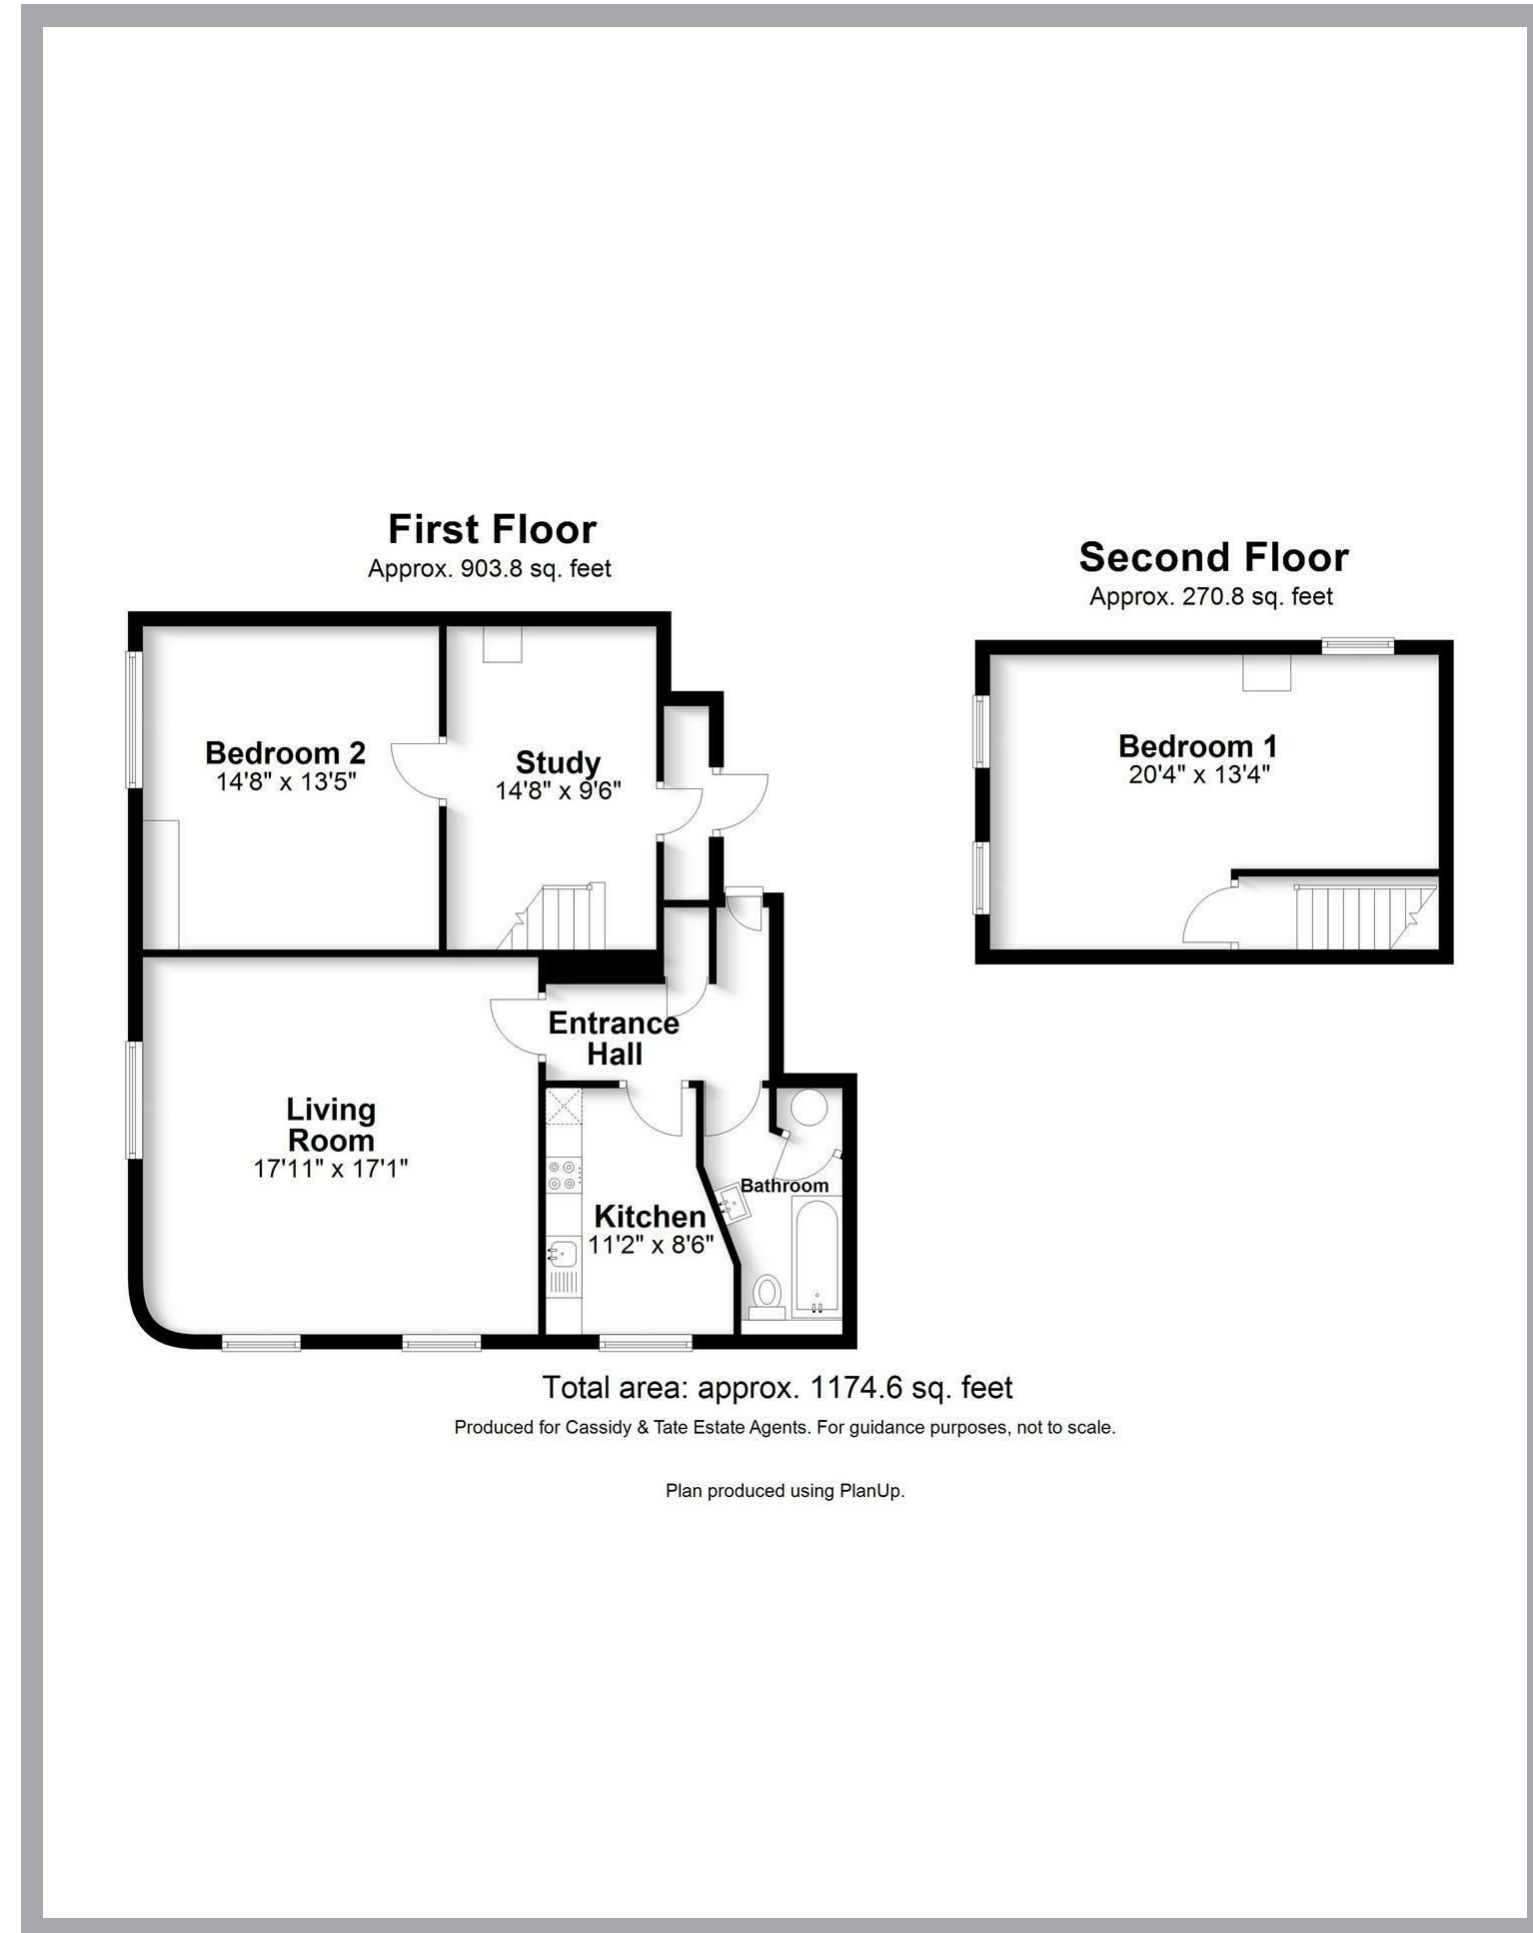 First Floor
Approx. 903.8 sq. feet
Second Floor
Approx. 270.8 sq. feet
Bedroom 2
14'8" x 13'5"
Study
14'8" x 9'6"
Bedroom 1
20'4" x 13'4"
Entrance
Hall
Living
Room
17'11" x 17'1"
Kitchen
11'2" x 8'6"
Bathroom
Total area: approx. 1174.6 sq. feet
Produced for Cassidy & Tate Estate Agents. For guidance purposes, not to scale.
Plan produced using PlanUp.